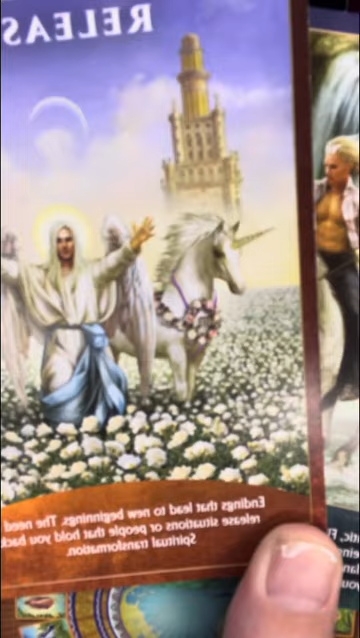 RELEAS
Endings that lead to new beginnings. The need
release situations or people that hold you back
Spiritual transformation.